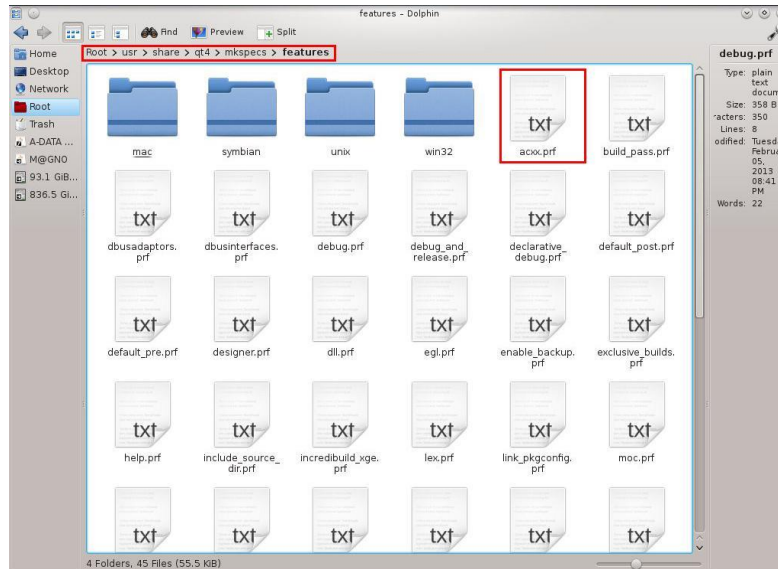 features – Dolphin
Find
Preview
Split
Root > usr > share > qt4 > mkspecs > features
Home
Desktop
Network
Root
Trash
A-DATA ...
M@GNO
93.1 GiB...
836.5 Gi...
mac
symbian
unix
win32
txt
acxx.prf
txt
build_pass.prf
txt
dbusadaptors.
prf
txt
dbusinterfaces.
prf
txt
debug.prf
txt
debug_and_
release.prf
txt
declarative_
debug.prf
txt
default_post.prf
txt
default_pre.prf
txt
designer.prf
txt
dll.prf
txt
egl.prf
txt
enable_backup.
prf
txt
exclusive_builds.
prf
txt
help.prf
txt
include_source_
dir.prf
txt
incredibuild_xge.
prf
txt
lex.prf
txt
link_pkgconfig.
prf
txt
moc.prf
txt
txt
txt
txt
txt
txt
4 Folders, 45 Files (55.5 KiB)
debug.prf
Type: plain
text
docum
Size: 358 B
racters: 350
Lines: 8
odified: Tuesd
Februa
05,
2013
08:41
PM
Words: 22